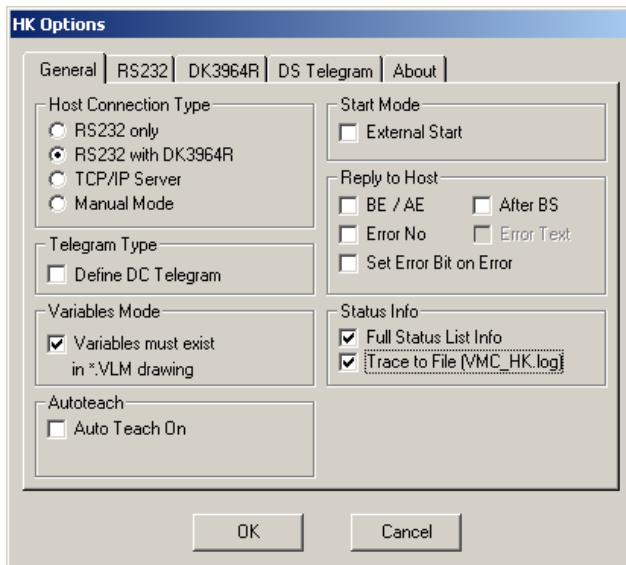 HK Options
General
RS232
DK3964R
DS Telegram
About
Host Connection Type
RS232 only
RS232 with DK3964R
TCP/IP Server
Manual Mode
Telegram Type
Define DC Telegram
Variables Mode
Variables must exist
in *.VLM drawing
Autoteach
Auto Teach On
Start Mode
External Start
Reply to Host
BE / AE
After BS
Error No
Error Text
Set Error Bit on Error
Status Info
Full Status List Info
Trace to File (VMC_HK.log)
OK
Cancel